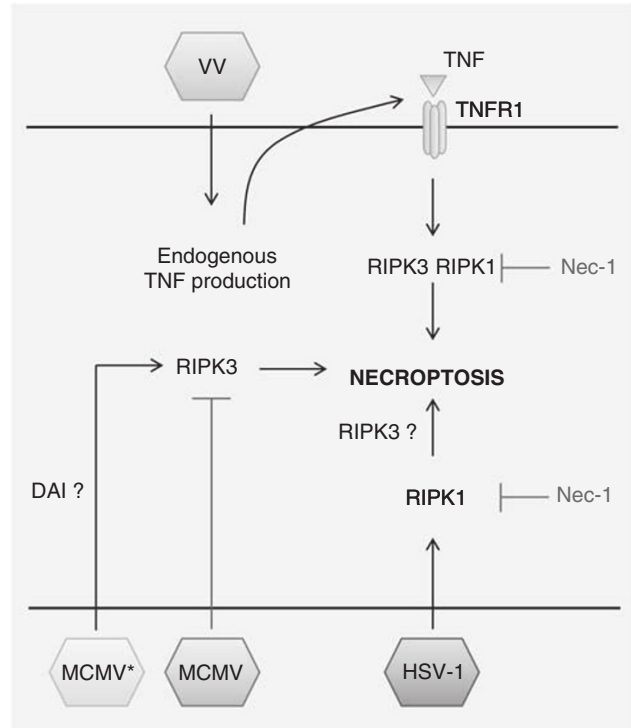 VV
TNF
TNFR1
Endogenous
TNF production
RIPK3 RIPK1
Nec-1
RIPK3
NECROPTOSIS
RIPK3 ?
DAI ?
RIPK1
Nec-1
MCMV*
MCMV
HSV-1